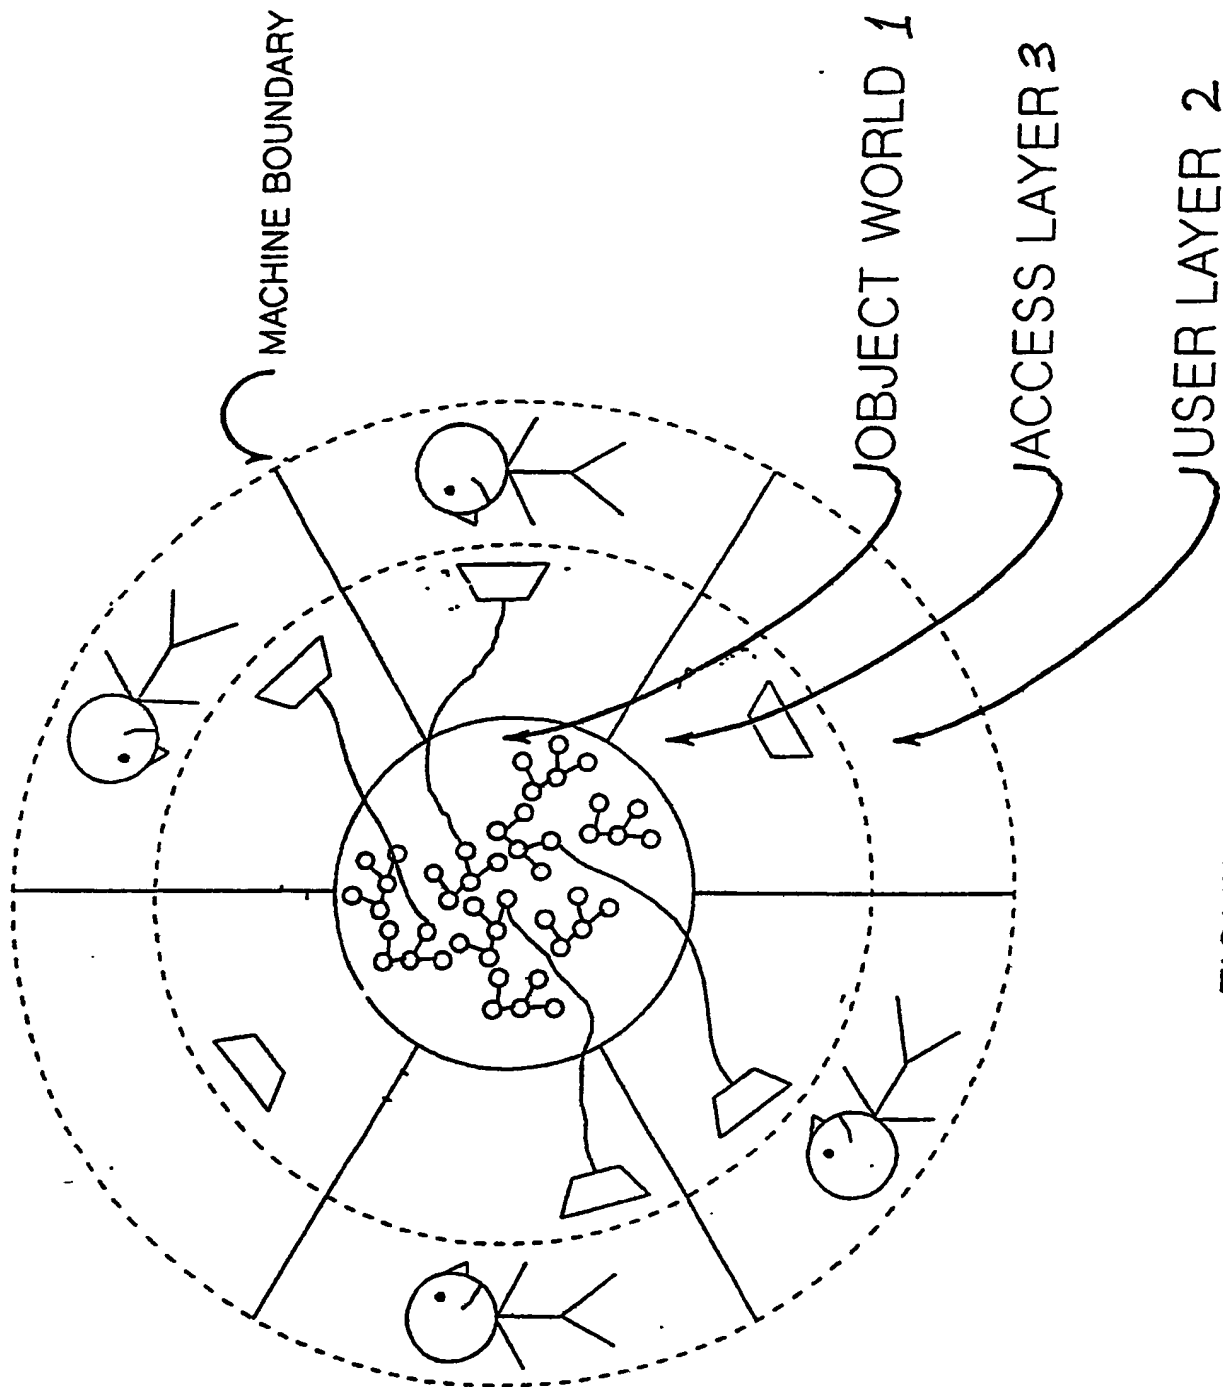 MACHINE BOUNDARY
OBJECT WORLD 1
ACCESS LAYER 3
USER LAYER 2